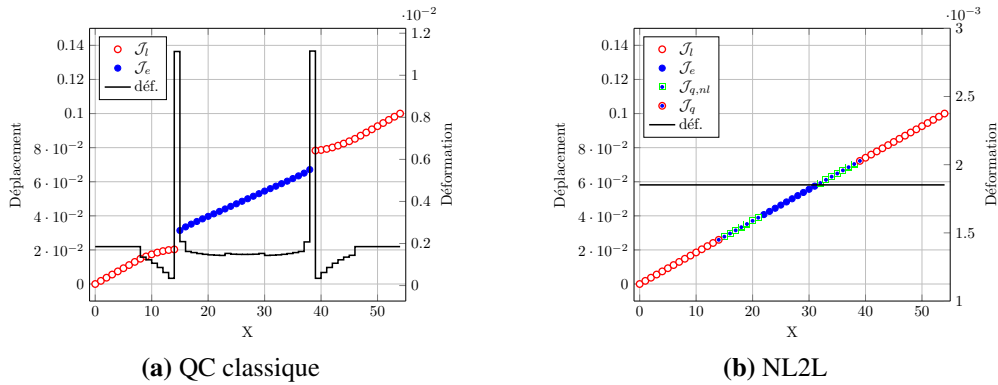 ·10⁻²
0.14
0.12
0.1
8 · 10⁻²
6 · 10⁻²
4 · 10⁻²
2 · 10⁻²
0
Déplacement
𝒥ₗ
𝒥ₑ
déf.
1.2
1
0.8
0.6
0.4
0.2
0
Déformation
0 10 20 30 40 50
X
(a) QC classique
·10⁻³
0.14
0.12
0.1
8 · 10⁻²
6 · 10⁻²
4 · 10⁻²
2 · 10⁻²
0
Déplacement
𝒥ₗ
𝒥ₑ
𝒥q,nl
𝒥q
déf.
3
2.5
2
1.5
1
Déformation
0 10 20 30 40 50
X
(b) NL2L